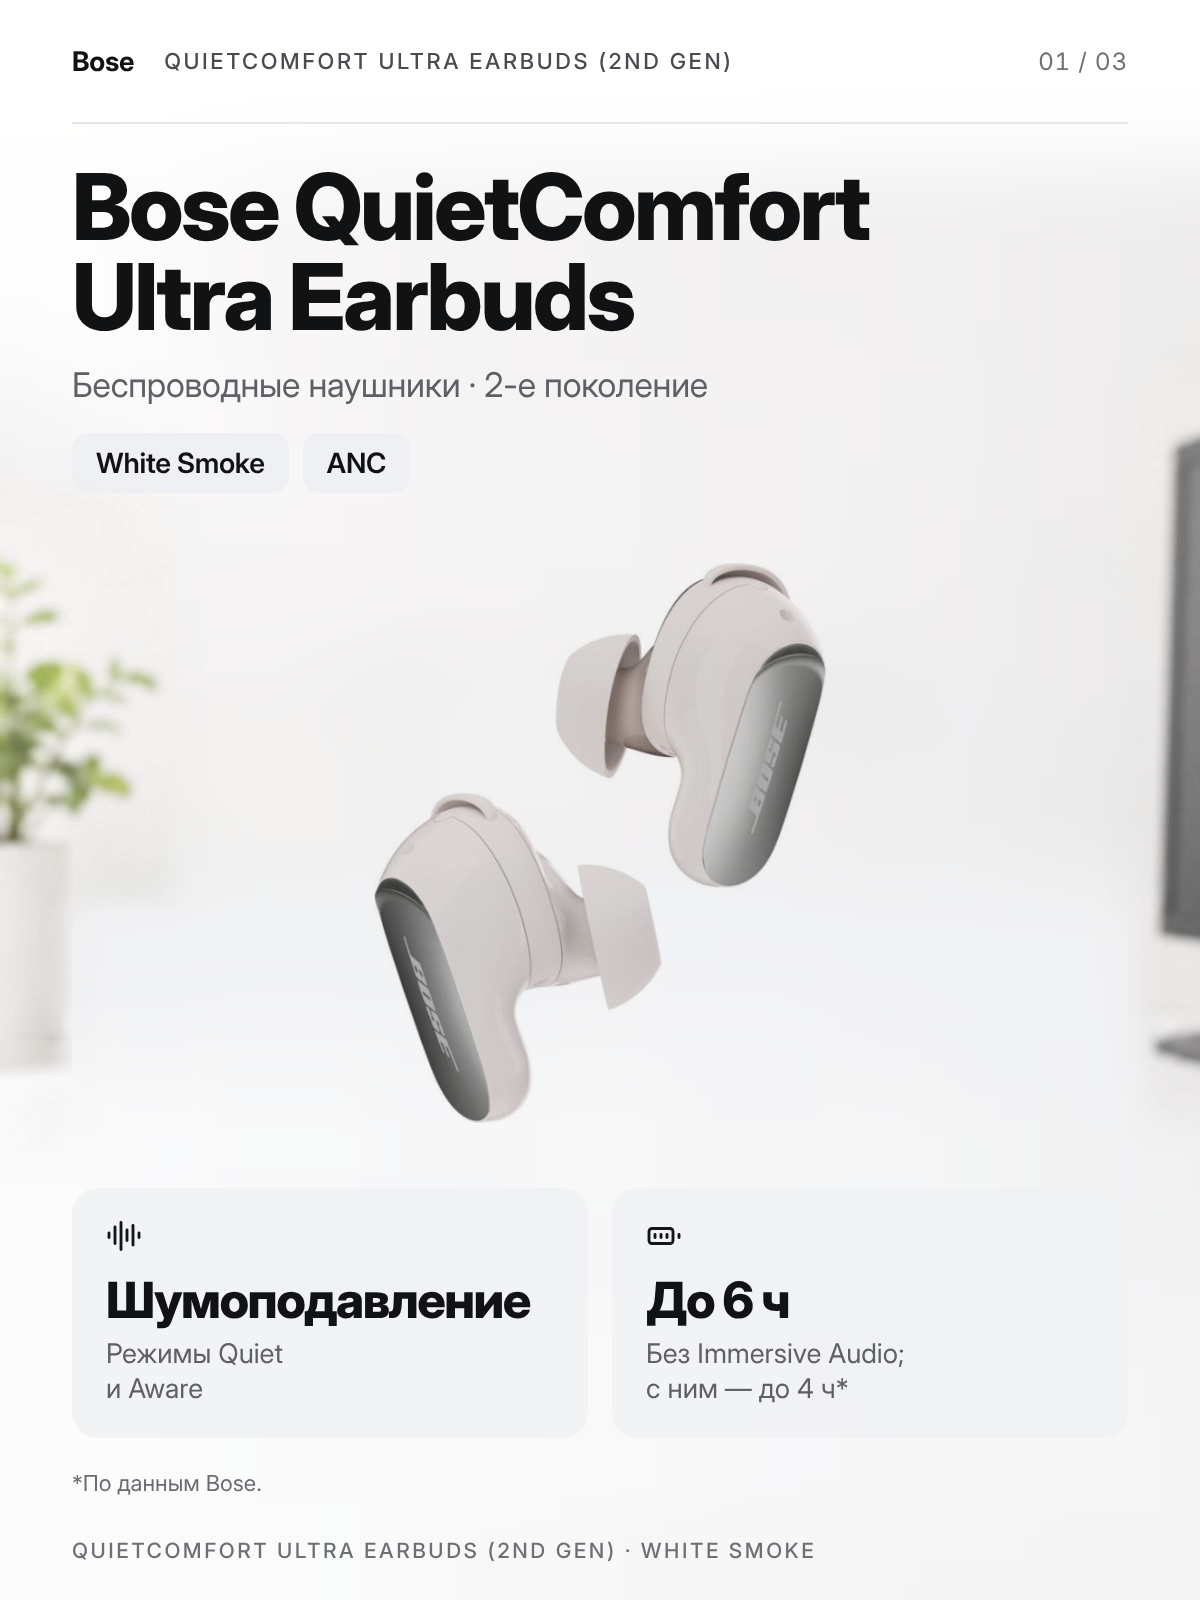 Bose QUIETCOMFORT ULTRA EARBUDS (2ND GEN) 01 / 03
Bose QuietComfort
Ultra Earbuds
Беспроводные наушники · 2-е поколение
White Smoke ANC
BOSE
BOSE
Шумоподавление
Режимы Quiet
и Aware
До 6 ч
Без Immersive Audio;
с ним — до 4 ч*
*По данным Bose.
QUIETCOMFORT ULTRA EARBUDS (2ND GEN) · WHITE SMOKE